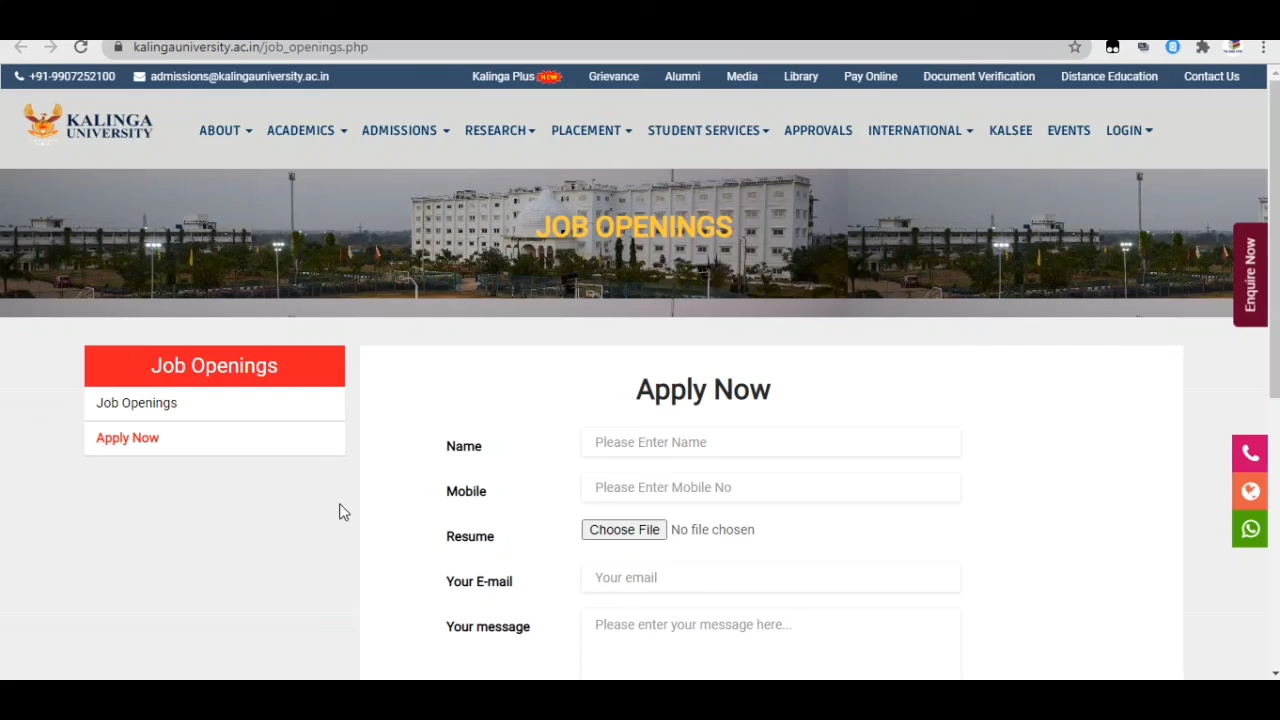 kalingauniversity.ac.in/job_openings.php
+91-9907252100 admissions@kalingauniversity.ac.in Kalinga Plus NEW Grievance Alumni Media Library Pay Online Document Verification Distance Education Contact Us
KALINGA
UNIVERSITY
ABOUT ACADEMICS ADMISSIONS RESEARCH PLACEMENT STUDENT SERVICES APPROVALS INTERNATIONAL KALSEE EVENTS LOGIN
JOB OPENINGS
Enquire Now
Job Openings
Job Openings
Apply Now
Apply Now
Name Please Enter Name
Mobile Please Enter Mobile No
Resume Choose File No file chosen
Your E-mail Your email
Your message Please enter your message here...